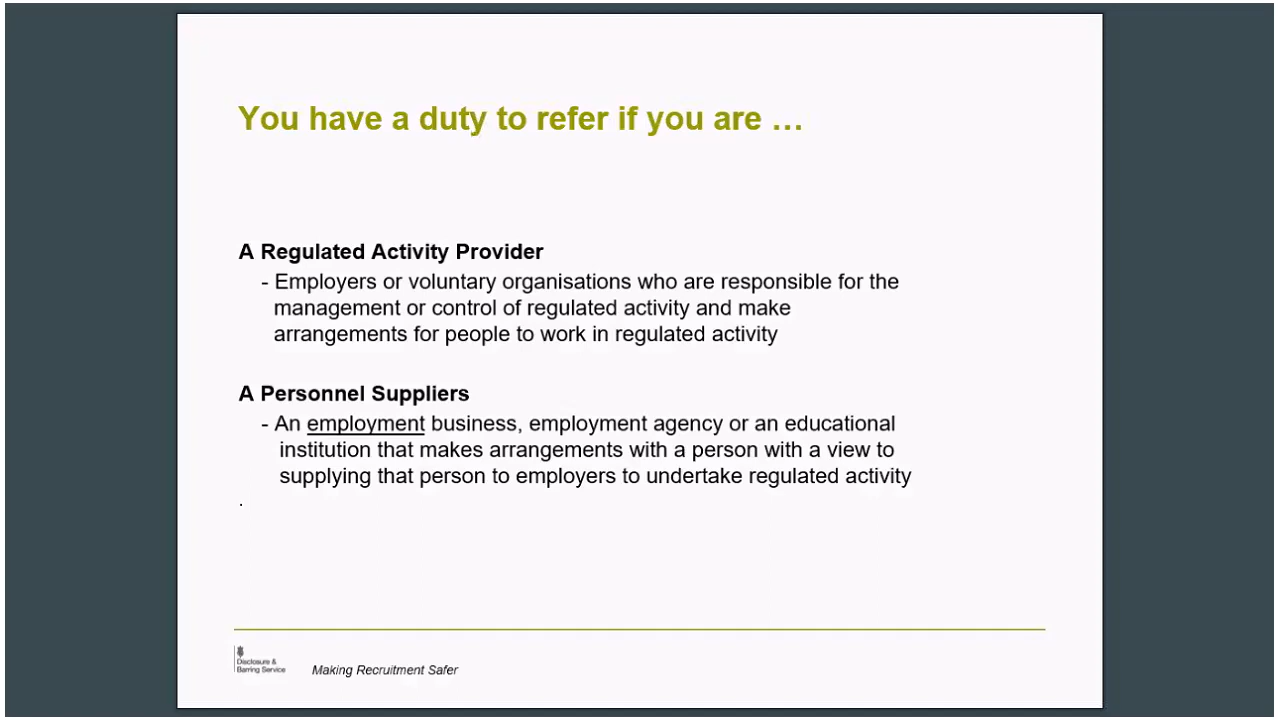 You have a duty to refer if you are …
A Regulated Activity Provider
- Employers or voluntary organisations who are responsible for the
management or control of regulated activity and make
arrangements for people to work in regulated activity
A Personnel Suppliers
- An employment business, employment agency or an educational
institution that makes arrangements with a person with a view to
supplying that person to employers to undertake regulated activity
.
Disclosure &
Barring Service
Making Recruitment Safer